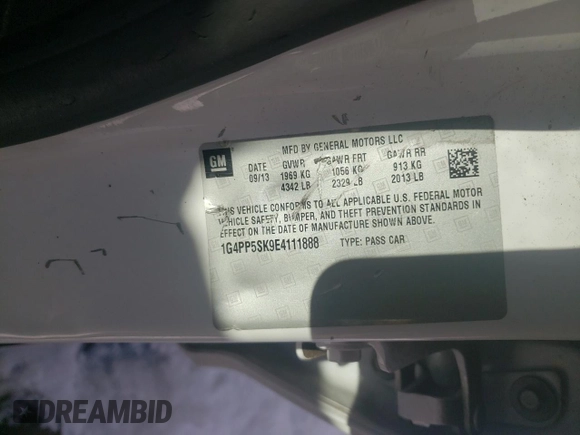 MFD BY GENERAL MOTORS LLC
GM
DATE GVWR GAWR FRT GAWR RR
09/13 1969 KG 1056 KG 913 KG
4342 LB 2329 LB 2013 LB
THIS VEHICLE CONFORMS TO ALL APPLICABLE U.S. FEDERAL MOTOR
VEHICLE SAFETY, BUMPER, AND THEFT PREVENTION STANDARDS IN
EFFECT ON THE DATE OF MANUFACTURE SHOWN ABOVE.
1G4PP5SK9E4111888 TYPE: PASS CAR
DREAMBID